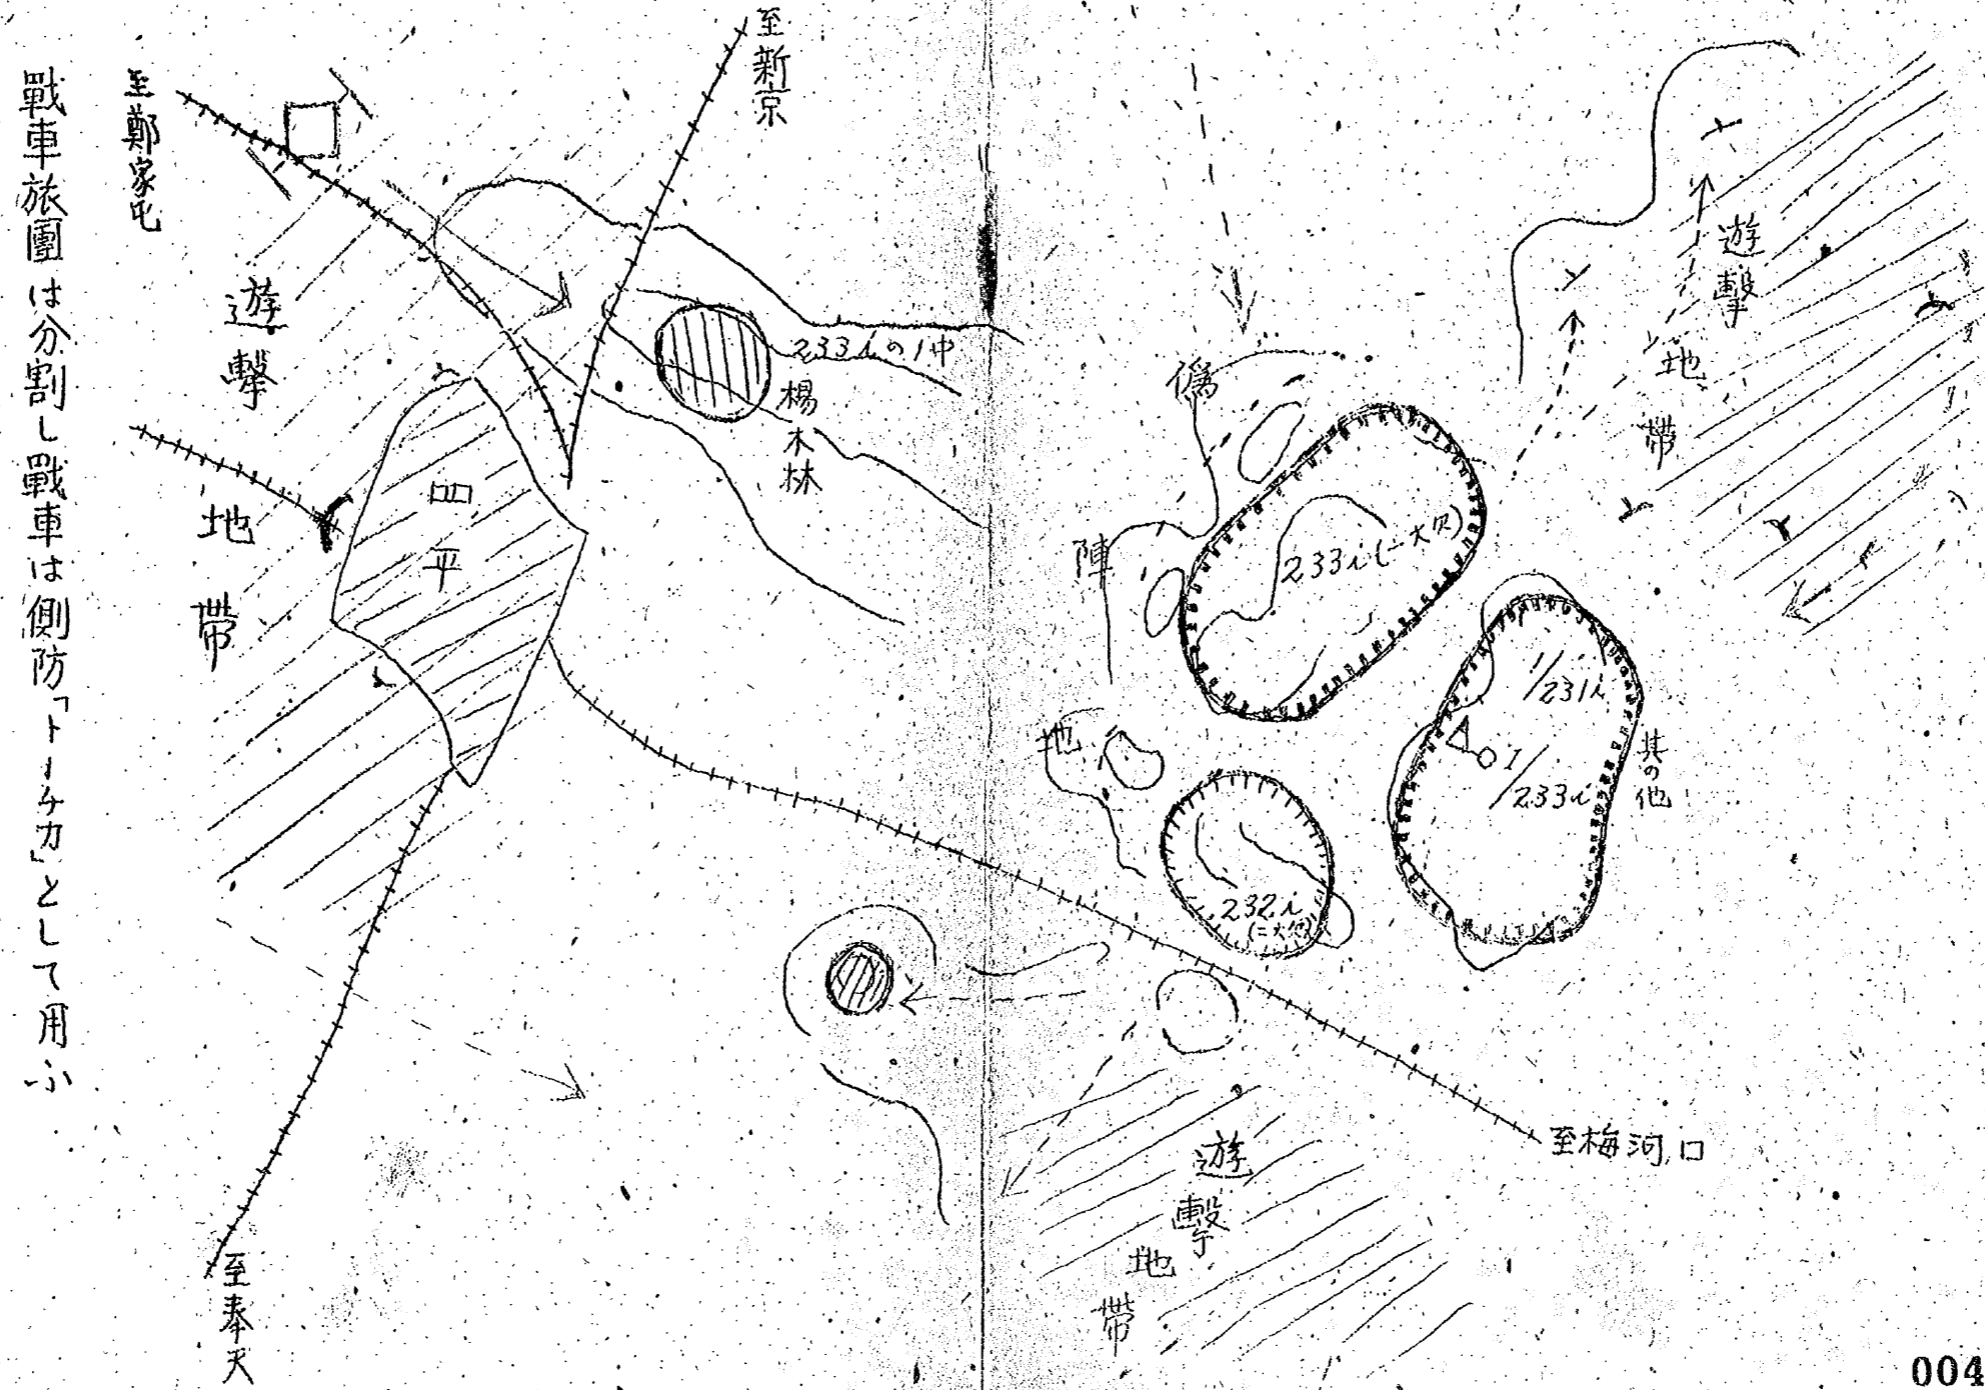 戰車旅團は分割し戰車は側防「トーチカ」として用ふ
至鄭家屯
至新京
遊擊地帶
四平
233iの1中
楊木林
偽陣地
233i(一大欠)
遊擊地帶
1/231i
I/233i
其の他
232i
至梅河口
遊擊地帶
至奉天
004